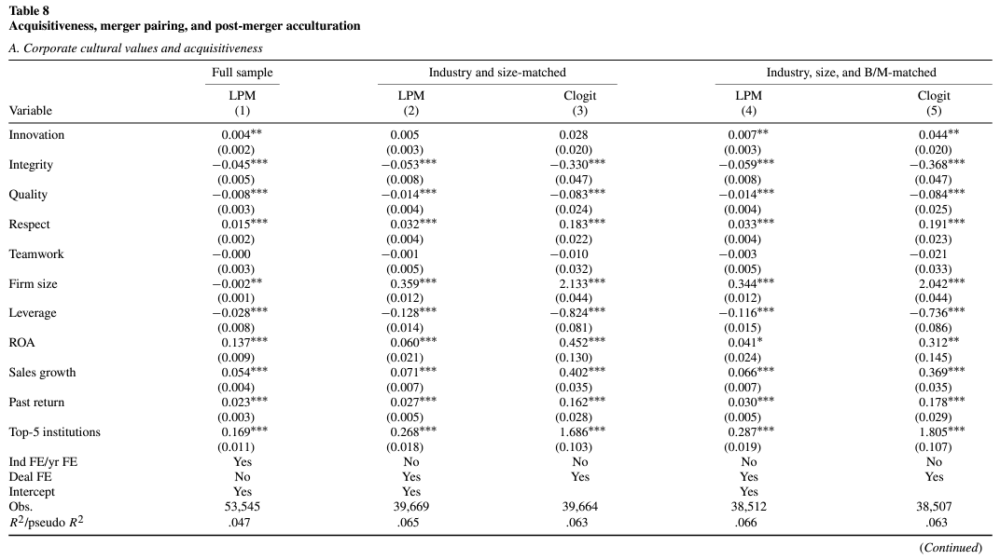 Table 8
Acquisitiveness, merger pairing, and post-merger acculturation
A. Corporate cultural values and acquisitiveness
Full sample Industry and size-matched Industry, size, and B/M-matched
LPM LPM Clogit LPM Clogit
Variable (1) (2) (3) (4) (5)
Innovation 0.004** 0.005 0.028 0.007** 0.044**
(0.002) (0.003) (0.020) (0.003) (0.020)
Integrity −0.045*** −0.053*** −0.330*** −0.059*** −0.368***
(0.005) (0.008) (0.047) (0.008) (0.047)
Quality −0.008*** −0.014*** −0.083*** −0.014*** −0.084***
(0.003) (0.004) (0.024) (0.004) (0.025)
Respect 0.015*** 0.032*** 0.183*** 0.033*** 0.191***
(0.002) (0.004) (0.022) (0.004) (0.023)
Teamwork −0.000 −0.001 −0.010 −0.003 −0.021
(0.003) (0.005) (0.032) (0.005) (0.033)
Firm size −0.002** 0.359*** 2.133*** 0.344*** 2.042***
(0.001) (0.012) (0.044) (0.012) (0.044)
Leverage −0.028*** −0.128*** −0.824*** −0.116*** −0.736***
(0.008) (0.014) (0.081) (0.015) (0.086)
ROA 0.137*** 0.060*** 0.452*** 0.041* 0.312**
(0.009) (0.021) (0.130) (0.024) (0.145)
Sales growth 0.054*** 0.071*** 0.402*** 0.066*** 0.369***
(0.004) (0.007) (0.035) (0.007) (0.035)
Past return 0.023*** 0.027*** 0.162*** 0.030*** 0.178***
(0.003) (0.005) (0.028) (0.005) (0.029)
Top-5 institutions 0.169*** 0.268*** 1.686*** 0.287*** 1.805***
(0.011) (0.018) (0.103) (0.019) (0.107)
Ind FE/yr FE Yes No No No No
Deal FE No Yes Yes Yes Yes
Intercept Yes Yes Yes
Obs. 53,545 39,669 39,664 38,512 38,507
R2/pseudo R2 .047 .065 .063 .066 .063
(Continued)